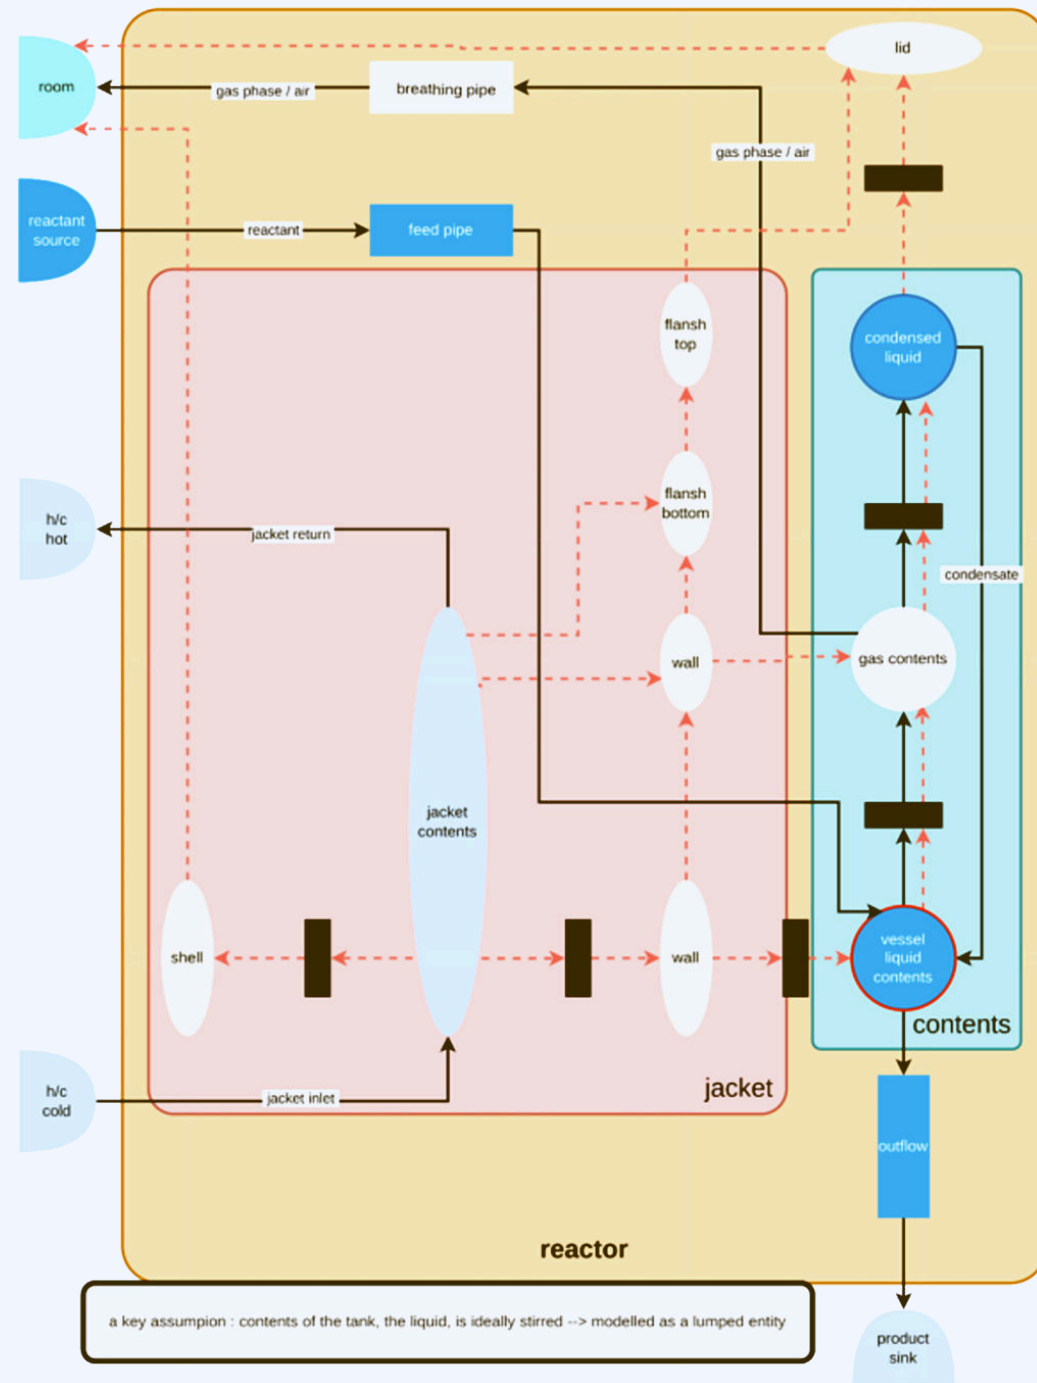 lid
room
gas phase / air
breathing pipe
gas phase / air
reactant
source
reactant
feed pipe
flansh
top
condensed
liquid
flansh
bottom
h/c
hot
jacket return
condensate
wall
gas contents
jacket
contents
shell
wall
vessel
liquid
contents
contents
h/c
cold
jacket inlet
jacket
outflow
reactor
a key assumpion : contents of the tank, the liquid, is ideally stirred --> modelled as a lumped entity
product
sink